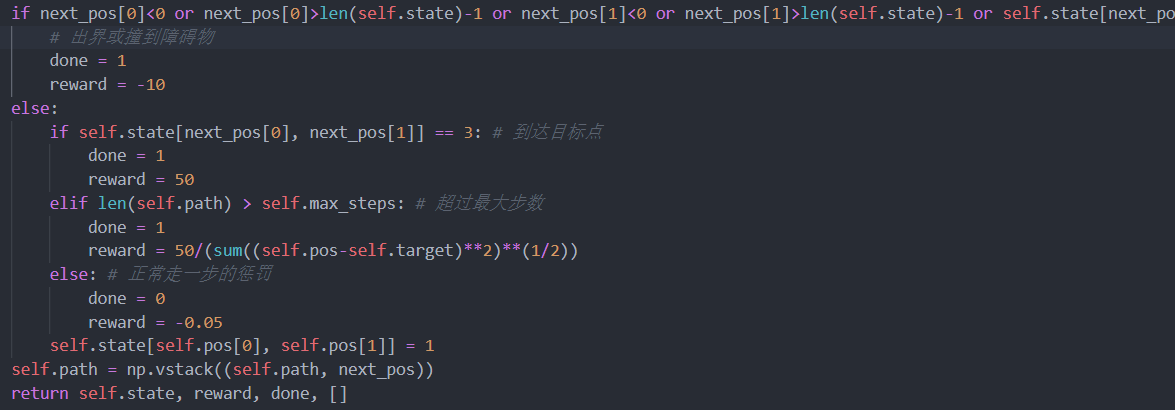 if next_pos[0]<0 or next_pos[0]>len(self.state)-1 or next_pos[1]<0 or next_pos[1]>len(self.state)-1 or self.state[next_po
# 出界或撞到障碍物
done = 1
reward = -10
else:
if self.state[next_pos[0], next_pos[1]] == 3: # 到达目标点
done = 1
reward = 50
elif len(self.path) > self.max_steps: # 超过最大步数
done = 1
reward = 50/(sum((self.pos-self.target)**2)**(1/2))
else: # 正常走一步的惩罚
done = 0
reward = -0.05
self.state[self.pos[0], self.pos[1]] = 1
self.path = np.vstack((self.path, next_pos))
return self.state, reward, done, []